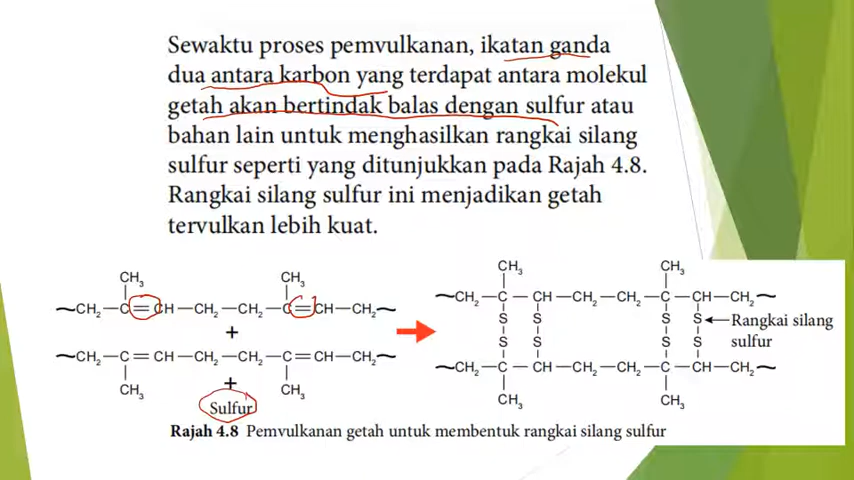 Sewaktu proses pemvulkanan, ikatan ganda
dua antara karbon yang terdapat antara molekul
getah akan bertindak balas dengan sulfur atau
bahan lain untuk menghasilkan rangkai silang
sulfur seperti yang ditunjukkan pada Rajah 4.8.
Rangkai silang sulfur ini menjadikan getah
tervulkan lebih kuat.
CH₃ CH₃
~CH₂—C=CH—CH₂—CH₂—C=CH—CH₂~
+
~CH₂—C=CH—CH₂—CH₂—C=CH—CH₂~
CH₃ + CH₃
Sulfur
CH₃ CH₃
~CH₂—C—CH—CH₂—CH₂—C—CH—CH₂~
S S S S Rangkai silang
S S S S sulfur
~CH₂—C—CH—CH₂—CH₂—C—CH—CH₂~
CH₃ CH₃
Rajah 4.8 Pemvulkanan getah untuk membentuk rangkai silang sulfur